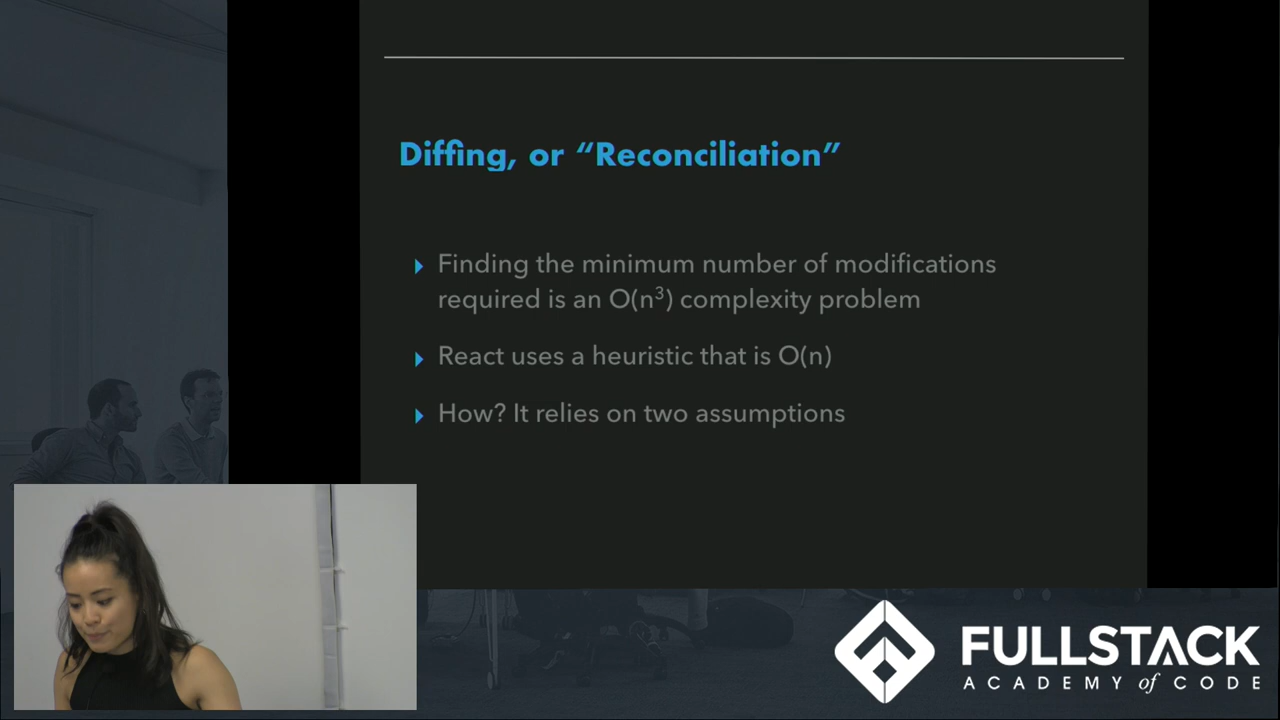 Diffing, or “Reconciliation”
Finding the minimum number of modifications
required is an O(n³) complexity problem
React uses a heuristic that is O(n)
How? It relies on two assumptions
FULLSTACK
ACADEMY of CODE